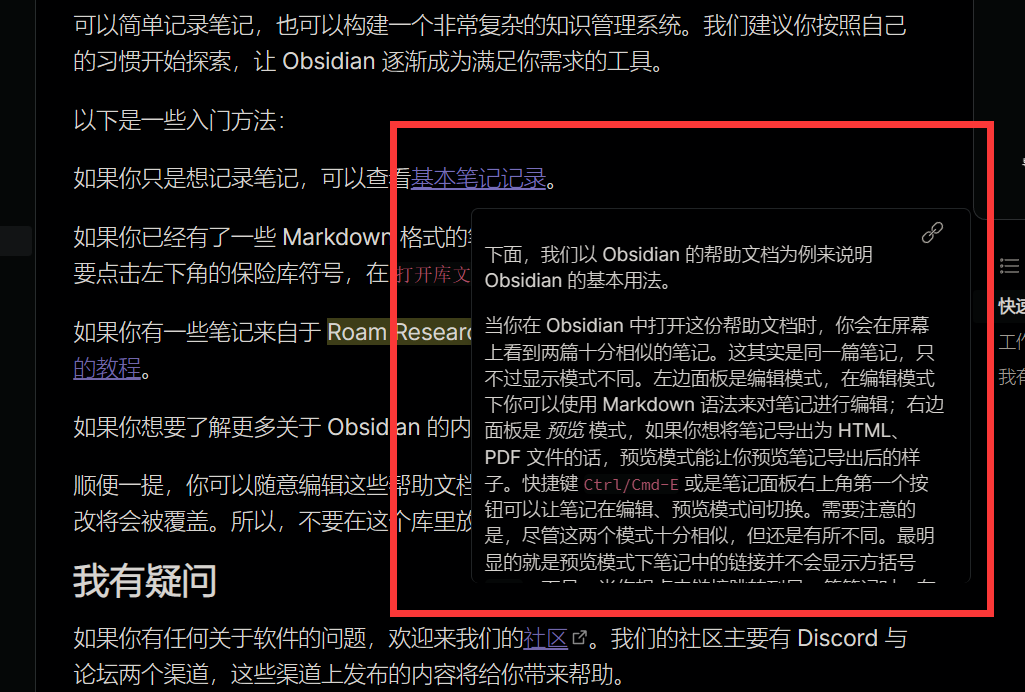 可以简单记录笔记，也可以构建一个非常复杂的知识管理系统。我们建议你按照自己
的习惯开始探索，让 Obsidian 逐渐成为满足你需求的工具。
以下是一些入门方法：
如果你只是想记录笔记，可以查看基本笔记记录。
如果你已经有了一些 Markdown 格式的
要点击左下角的保险库符号，在 打开库文
如果你有一些笔记来自于 Roam Researc
的教程。
如果你想要了解更多关于 Obsidian 的内
顺便一提，你可以随意编辑这些帮助文档
改将会被覆盖。所以，不要在这个库里放
下面，我们以 Obsidian 的帮助文档为例来说明
Obsidian 的基本用法。
当你在 Obsidian 中打开这份帮助文档时，你会在屏幕
上看到两篇十分相似的笔记。这其实是同一篇笔记，只
不过显示模式不同。左边面板是编辑模式，在编辑模式
下你可以使用 Markdown 语法来对笔记进行编辑；右边
面板是 预览 模式，如果你想将笔记导出为 HTML、
PDF 文件的话，预览模式能让你预览笔记导出后的样
子。快捷键 Ctrl/Cmd-E 或是笔记面板右上角第一个按
钮可以让笔记在编辑、预览模式间切换。需要注意的
是，尽管这两个模式十分相似，但还是有所不同。最明
显的就是预览模式下笔记中的链接并不会显示方括号
我有疑问
如果你有任何关于软件的问题，欢迎来我们的社区。我们的社区主要有 Discord 与
论坛两个渠道，这些渠道上发布的内容将给你带来帮助。
快速
工作
我有